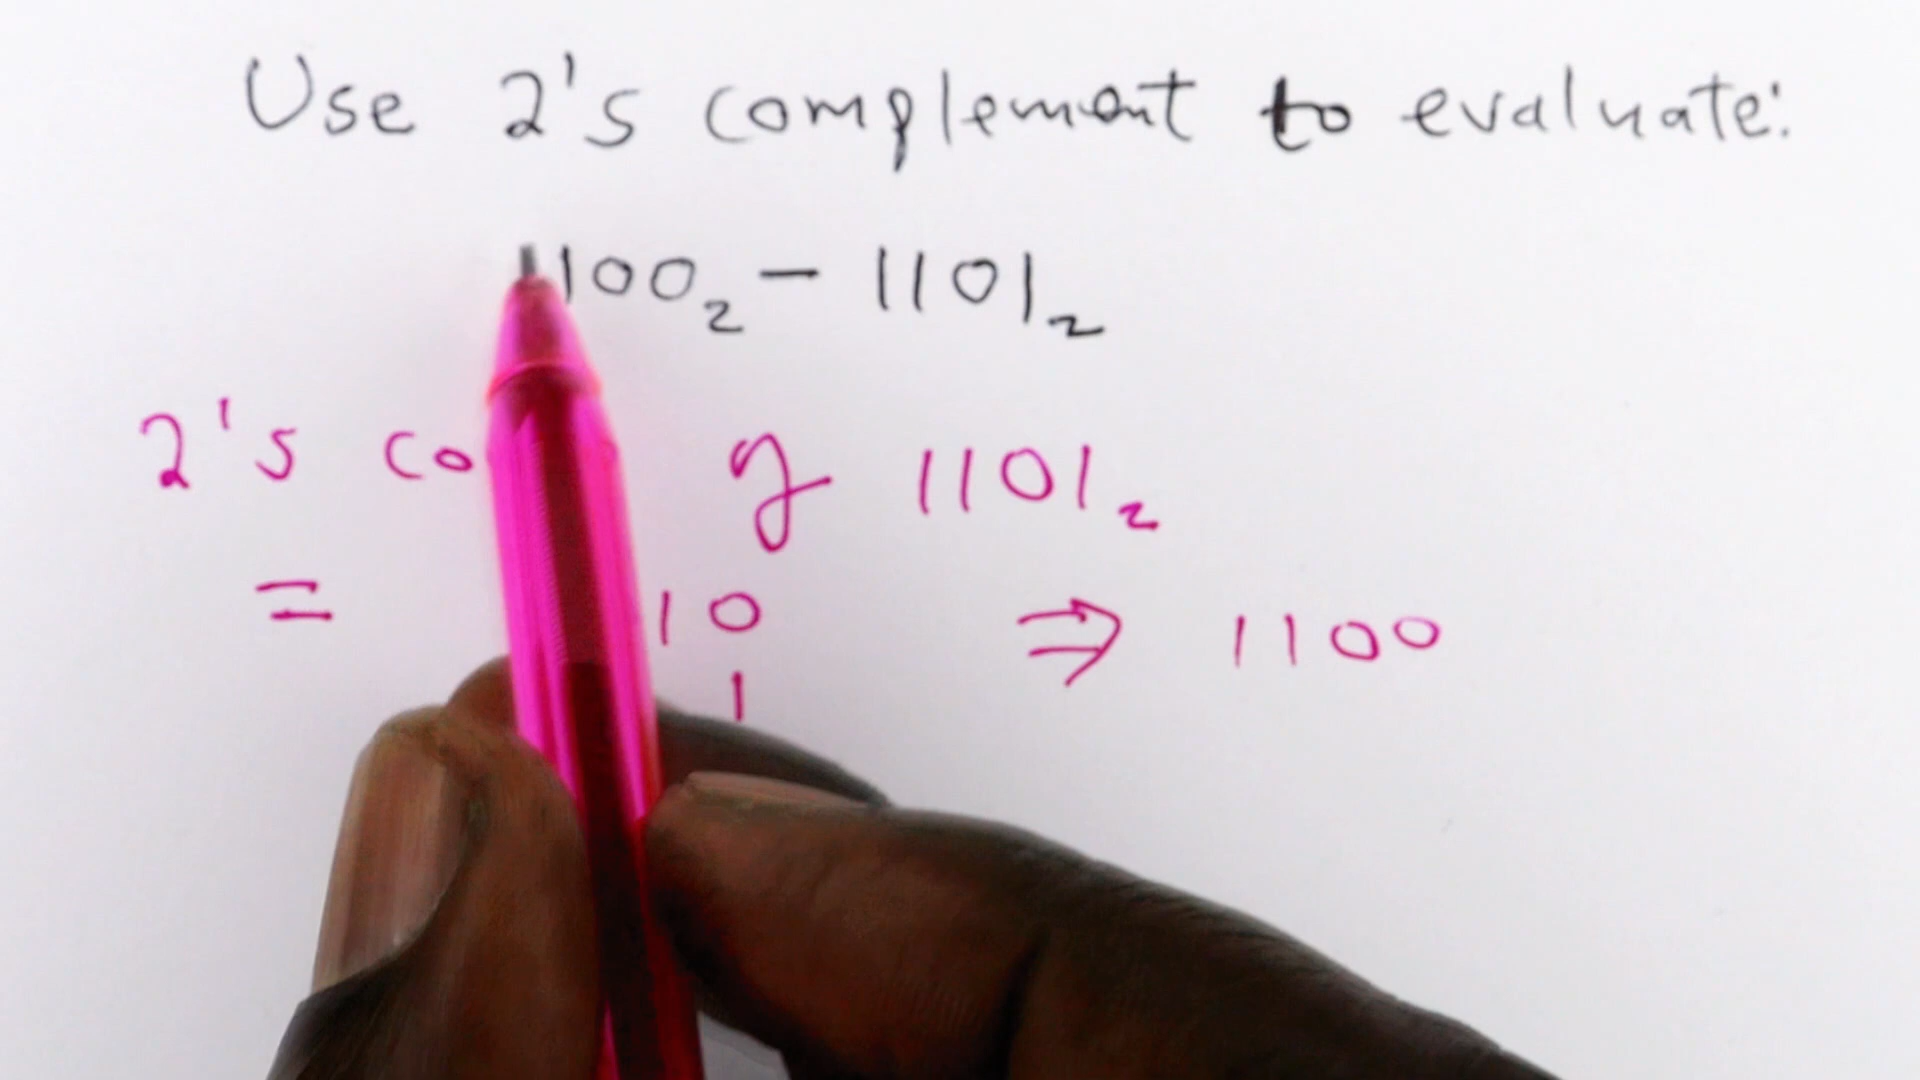 Use 2's complement to evaluate:
100₂ - 1101₂
2's co 1101₂
= 10 ⇒ 1100
1